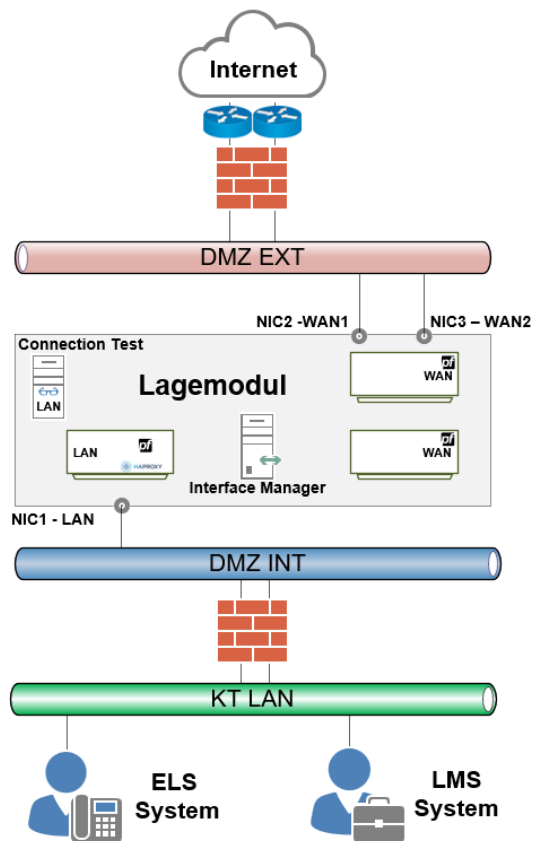 Internet
DMZ EXT
NIC2 -WAN1
NIC3 – WAN2
Connection Test
LAN
Lagemodul
pf
WAN
LAN
pf
HAPROXY
Interface Manager
pf
WAN
NIC1 - LAN
DMZ INT
KT LAN
ELS
System
LMS
System